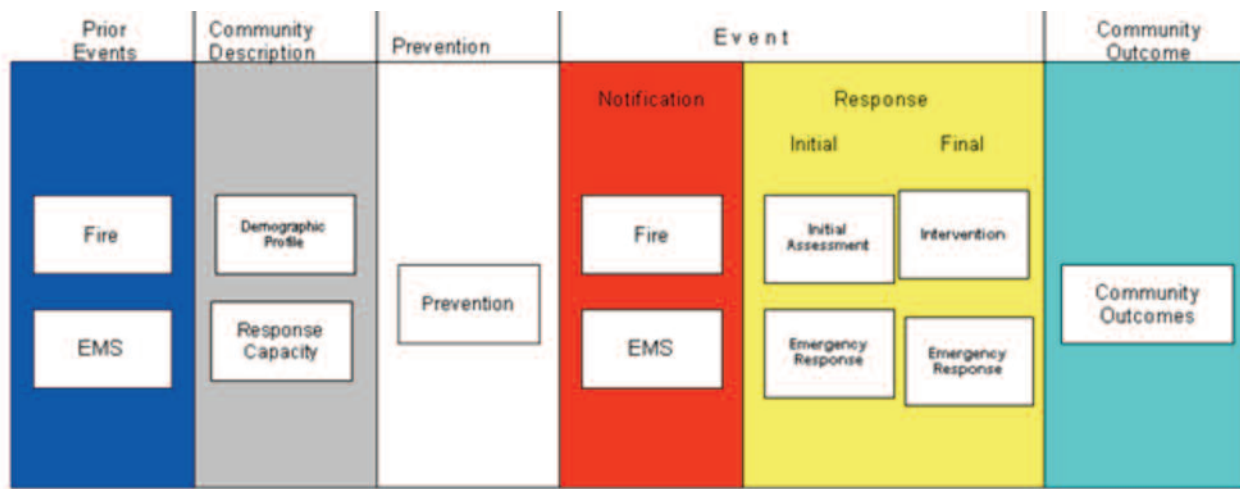 Prior
Events
Community
Description
Prevention
Event
Community
Outcome
Notification
Response
Initial
Final
Fire
EMS
Demographic
Profile
Response
Capacity
Prevention
Fire
EMS
Initial
Assessment
Emergency
Response
Intervention
Emergency
Response
Community
Outcomes